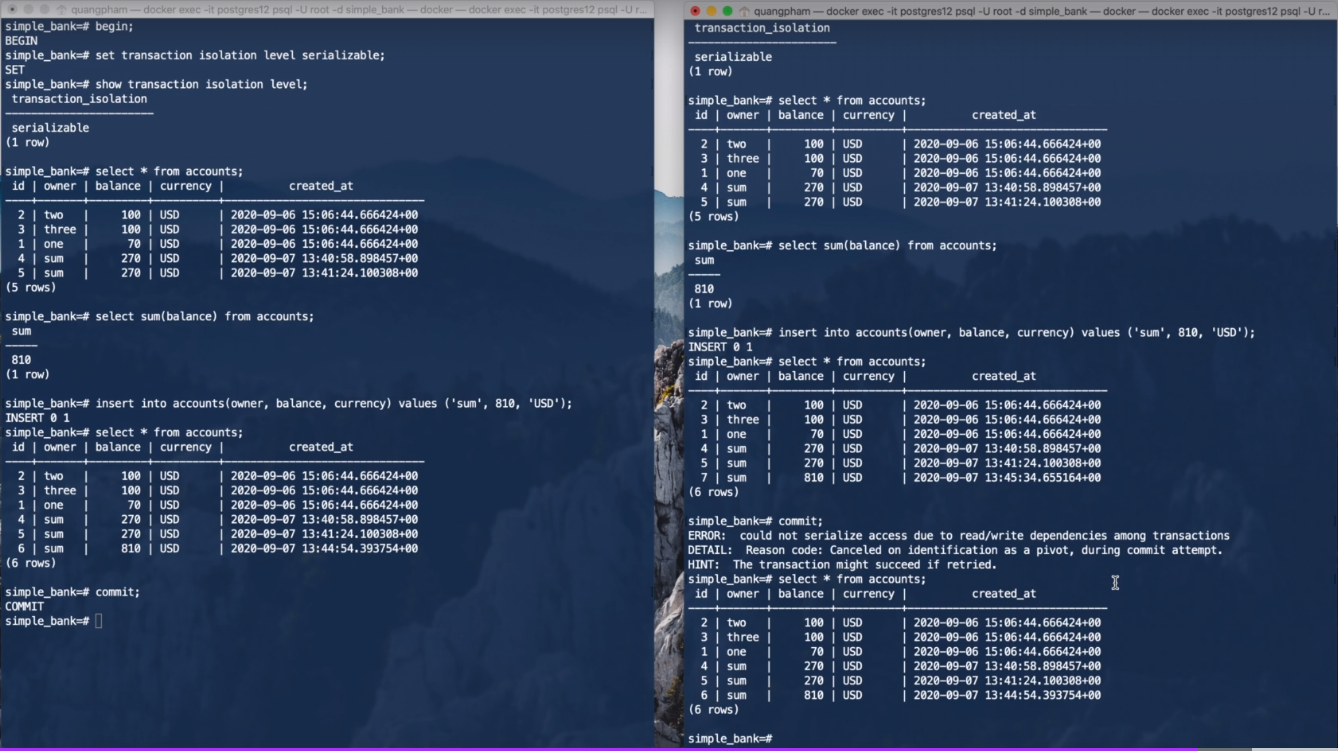 quangpham — docker exec -it postgres12 psql -U root -d simple_bank — docker — docker exec -it postgres12 psql -U r...
simple_bank=# begin;
BEGIN
simple_bank=# set transaction isolation level serializable;
SET
simple_bank=# show transaction isolation level;
transaction_isolation
-----------------------
serializable
(1 row)
simple_bank=# select * from accounts;
id | owner | balance | currency | created_at
----+-------+---------+----------+-------------------------------
2 | two | 100 | USD | 2020-09-06 15:06:44.666424+00
3 | three | 100 | USD | 2020-09-06 15:06:44.666424+00
1 | one | 70 | USD | 2020-09-06 15:06:44.666424+00
4 | sum | 270 | USD | 2020-09-07 13:40:58.898457+00
5 | sum | 270 | USD | 2020-09-07 13:41:24.100308+00
(5 rows)
simple_bank=# select sum(balance) from accounts;
sum
-----
810
(1 row)
simple_bank=# insert into accounts(owner, balance, currency) values ('sum', 810, 'USD');
INSERT 0 1
simple_bank=# select * from accounts;
id | owner | balance | currency | created_at
----+-------+---------+----------+-------------------------------
2 | two | 100 | USD | 2020-09-06 15:06:44.666424+00
3 | three | 100 | USD | 2020-09-06 15:06:44.666424+00
1 | one | 70 | USD | 2020-09-06 15:06:44.666424+00
4 | sum | 270 | USD | 2020-09-07 13:40:58.898457+00
5 | sum | 270 | USD | 2020-09-07 13:41:24.100308+00
6 | sum | 810 | USD | 2020-09-07 13:44:54.393754+00
(6 rows)
simple_bank=# commit;
COMMIT
simple_bank=#
quangpham — docker exec -it postgres12 psql -U root -d simple_bank — docker — docker exec -it postgres12 psql -U r...
transaction_isolation
-----------------------
serializable
(1 row)
simple_bank=# select * from accounts;
id | owner | balance | currency | created_at
----+-------+---------+----------+-------------------------------
2 | two | 100 | USD | 2020-09-06 15:06:44.666424+00
3 | three | 100 | USD | 2020-09-06 15:06:44.666424+00
1 | one | 70 | USD | 2020-09-06 15:06:44.666424+00
4 | sum | 270 | USD | 2020-09-07 13:40:58.898457+00
5 | sum | 270 | USD | 2020-09-07 13:41:24.100308+00
(5 rows)
simple_bank=# select sum(balance) from accounts;
sum
-----
810
(1 row)
simple_bank=# insert into accounts(owner, balance, currency) values ('sum', 810, 'USD');
INSERT 0 1
simple_bank=# select * from accounts;
id | owner | balance | currency | created_at
----+-------+---------+----------+-------------------------------
2 | two | 100 | USD | 2020-09-06 15:06:44.666424+00
3 | three | 100 | USD | 2020-09-06 15:06:44.666424+00
1 | one | 70 | USD | 2020-09-06 15:06:44.666424+00
4 | sum | 270 | USD | 2020-09-07 13:40:58.898457+00
5 | sum | 270 | USD | 2020-09-07 13:41:24.100308+00
7 | sum | 810 | USD | 2020-09-07 13:45:34.655164+00
(6 rows)
simple_bank=# commit;
ERROR: could not serialize access due to read/write dependencies among transactions
DETAIL: Reason code: Canceled on identification as a pivot, during commit attempt.
HINT: The transaction might succeed if retried.
simple_bank=# select * from accounts;
id | owner | balance | currency | created_at
----+-------+---------+----------+-------------------------------
2 | two | 100 | USD | 2020-09-06 15:06:44.666424+00
3 | three | 100 | USD | 2020-09-06 15:06:44.666424+00
1 | one | 70 | USD | 2020-09-06 15:06:44.666424+00
4 | sum | 270 | USD | 2020-09-07 13:40:58.898457+00
5 | sum | 270 | USD | 2020-09-07 13:41:24.100308+00
6 | sum | 810 | USD | 2020-09-07 13:44:54.393754+00
(6 rows)
simple_bank=#